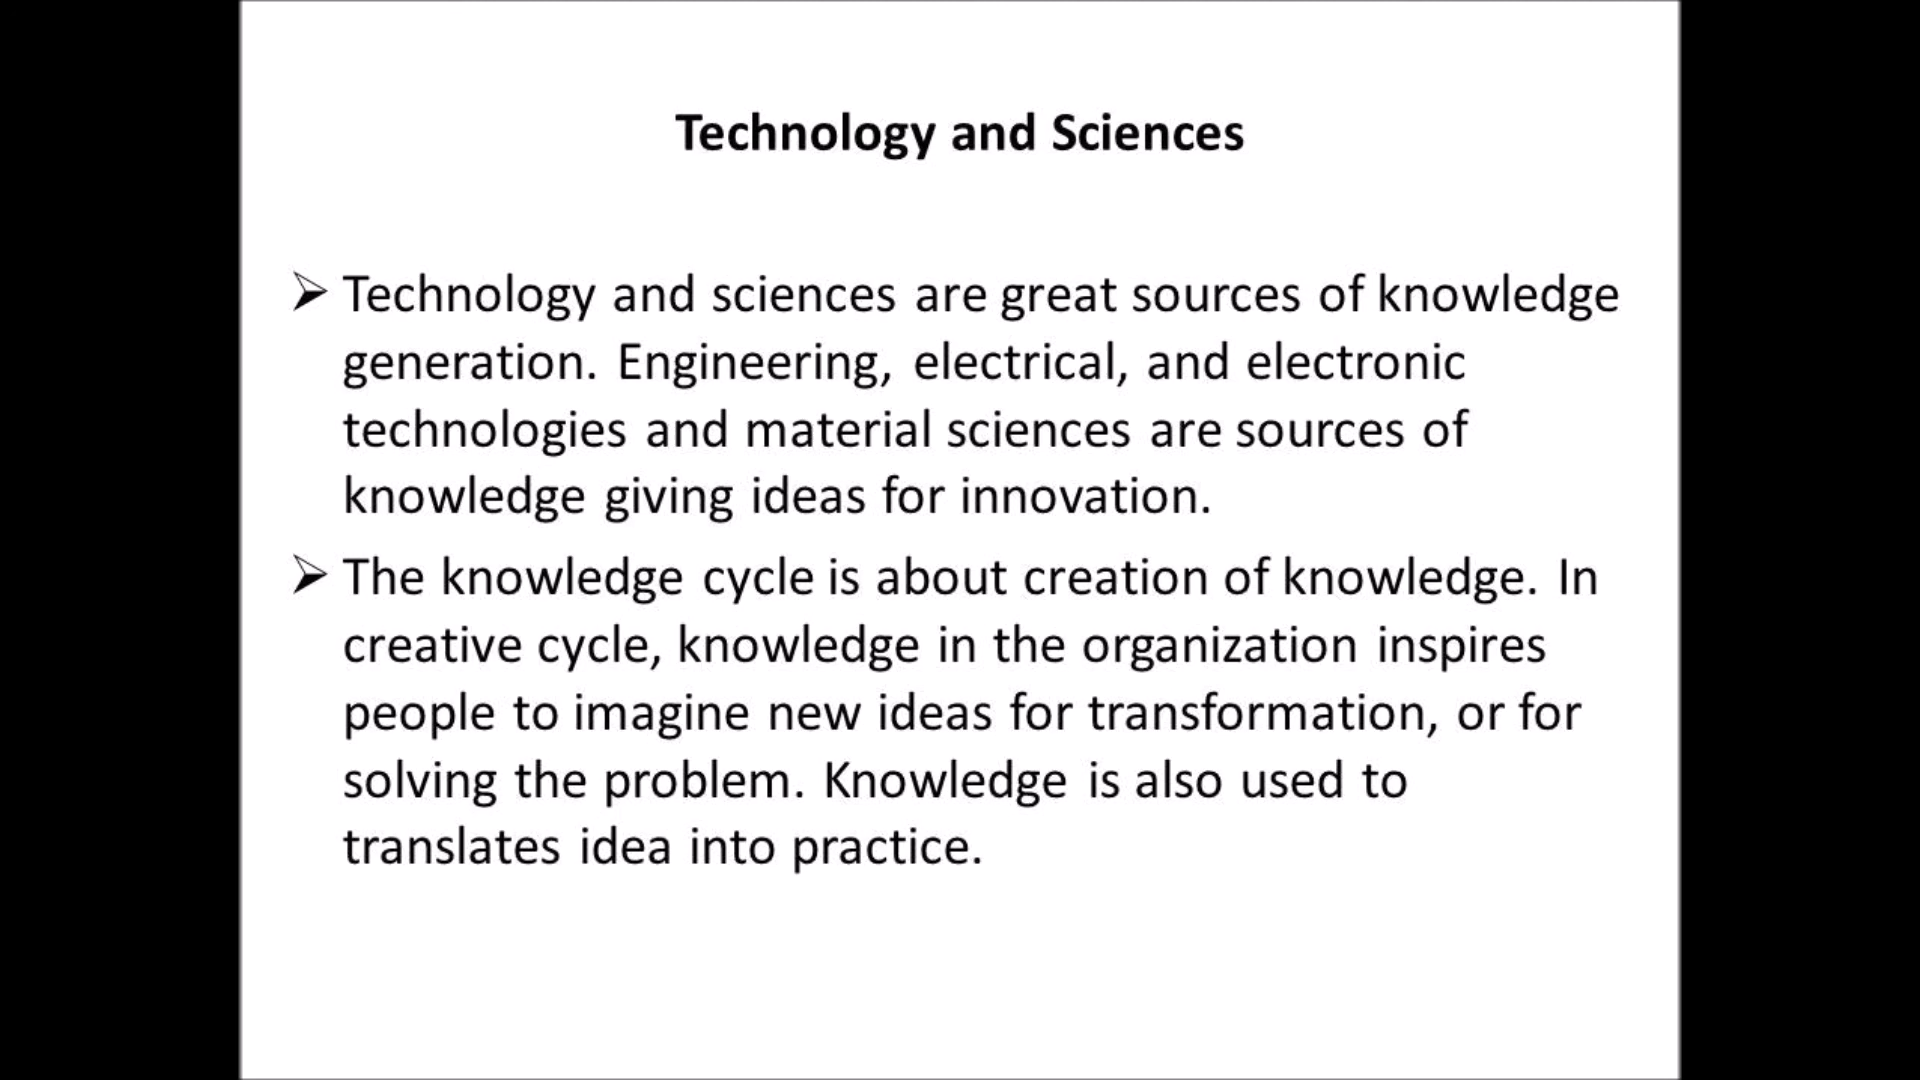 Technology and Sciences
➢ Technology and sciences are great sources of knowledge
generation. Engineering, electrical, and electronic
technologies and material sciences are sources of
knowledge giving ideas for innovation.
➢ The knowledge cycle is about creation of knowledge. In
creative cycle, knowledge in the organization inspires
people to imagine new ideas for transformation, or for
solving the problem. Knowledge is also used to
translates idea into practice.